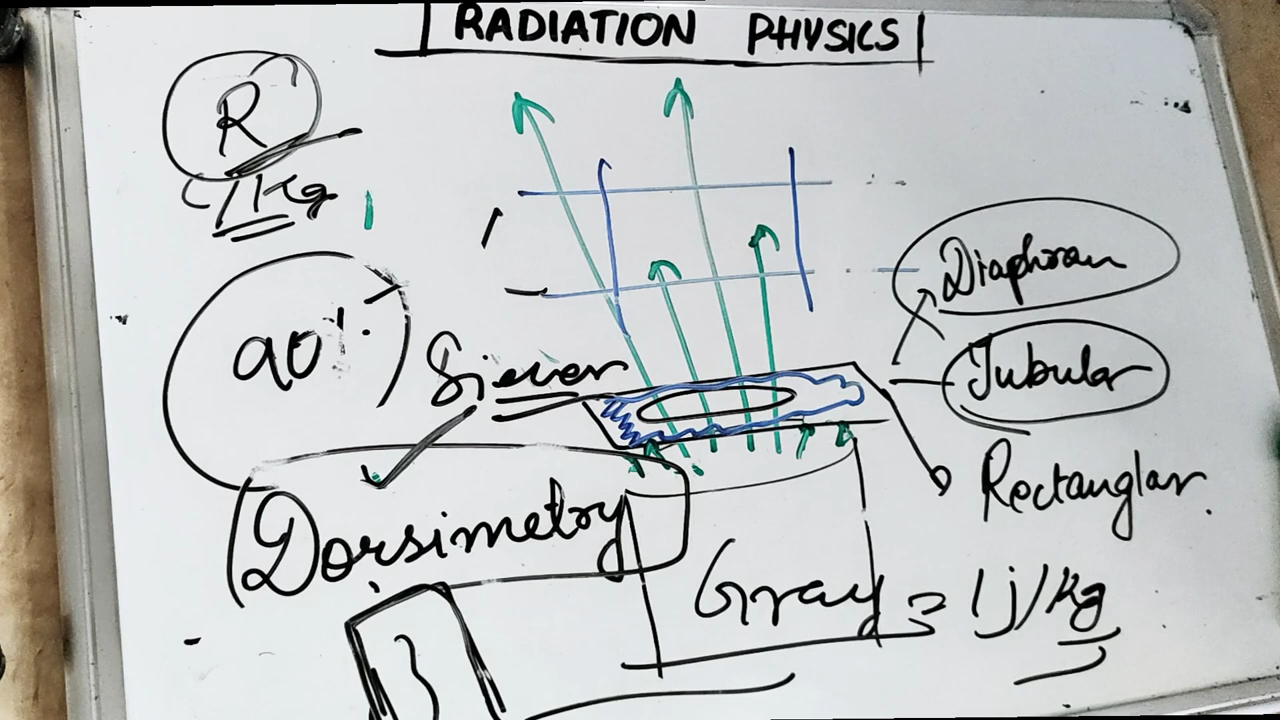 RADIATION PHYSICS
R
C/Kg
90%
Diaphram
Tubular
Siever
Rectanglar
Dorsimetry
Gray = 1j/kg